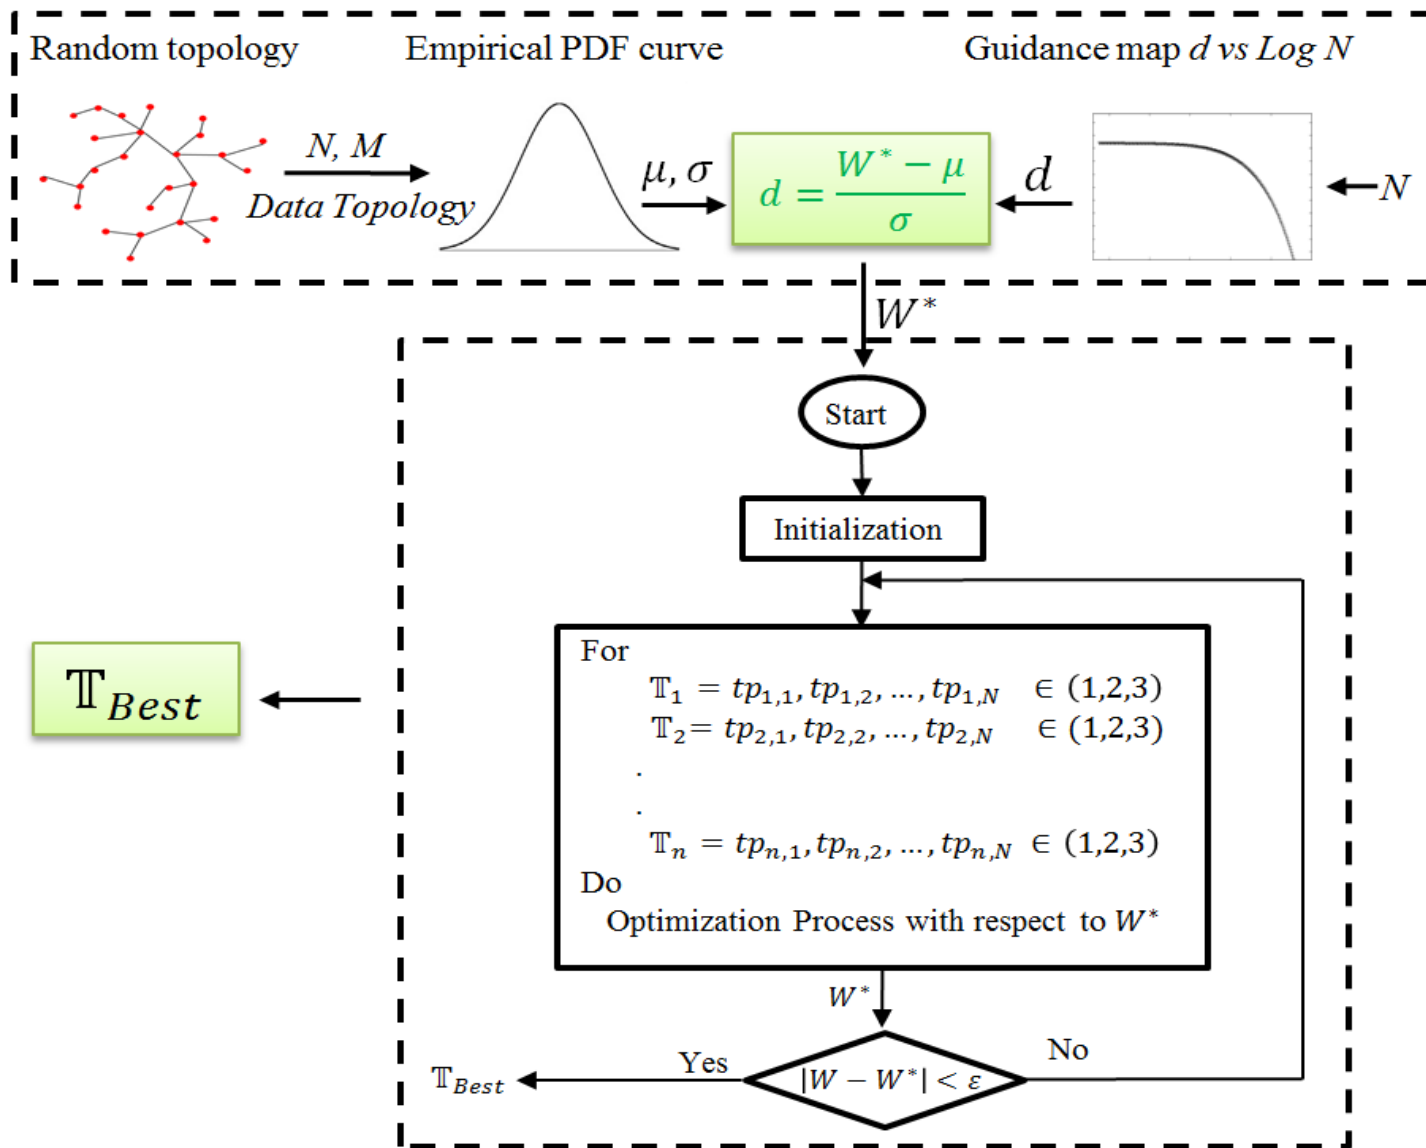 Random topology
Empirical PDF curve
Guidance map d vs Log N
N, M
Data Topology
μ, σ
d = (W* − μ) / σ
d
N
W*
Start
Initialization
For
𝕋1 = tp1,1, tp1,2, ..., tp1,N ∈ (1,2,3)
𝕋2= tp2,1, tp2,2, ..., tp2,N ∈ (1,2,3)
.
.
𝕋n = tpn,1, tpn,2, ..., tpn,N ∈ (1,2,3)
Do
Optimization Process with respect to W*
𝕋Best
W*
Yes
No
|W − W*| < ε
𝕋Best